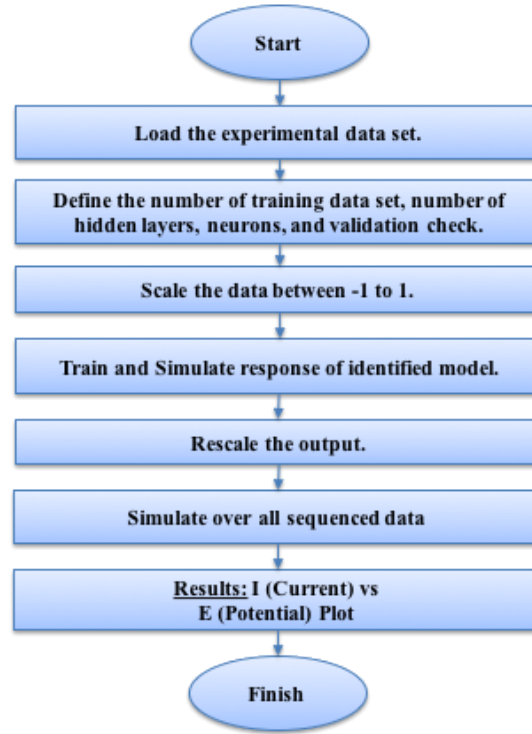 Start
Load the experimental data set.
Define the number of training data set, number of
hidden layers, neurons, and validation check.
Scale the data between -1 to 1.
Train and Simulate response of identified model.
Rescale the output.
Simulate over all sequenced data
Results: I (Current) vs
E (Potential) Plot
Finish